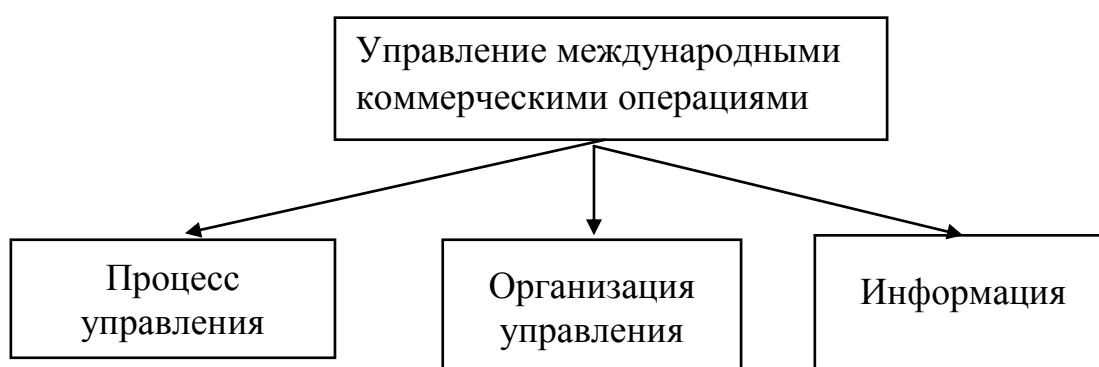 Управление международными
коммерческими операциями
Процесс
управления
Организация
управления
Информация